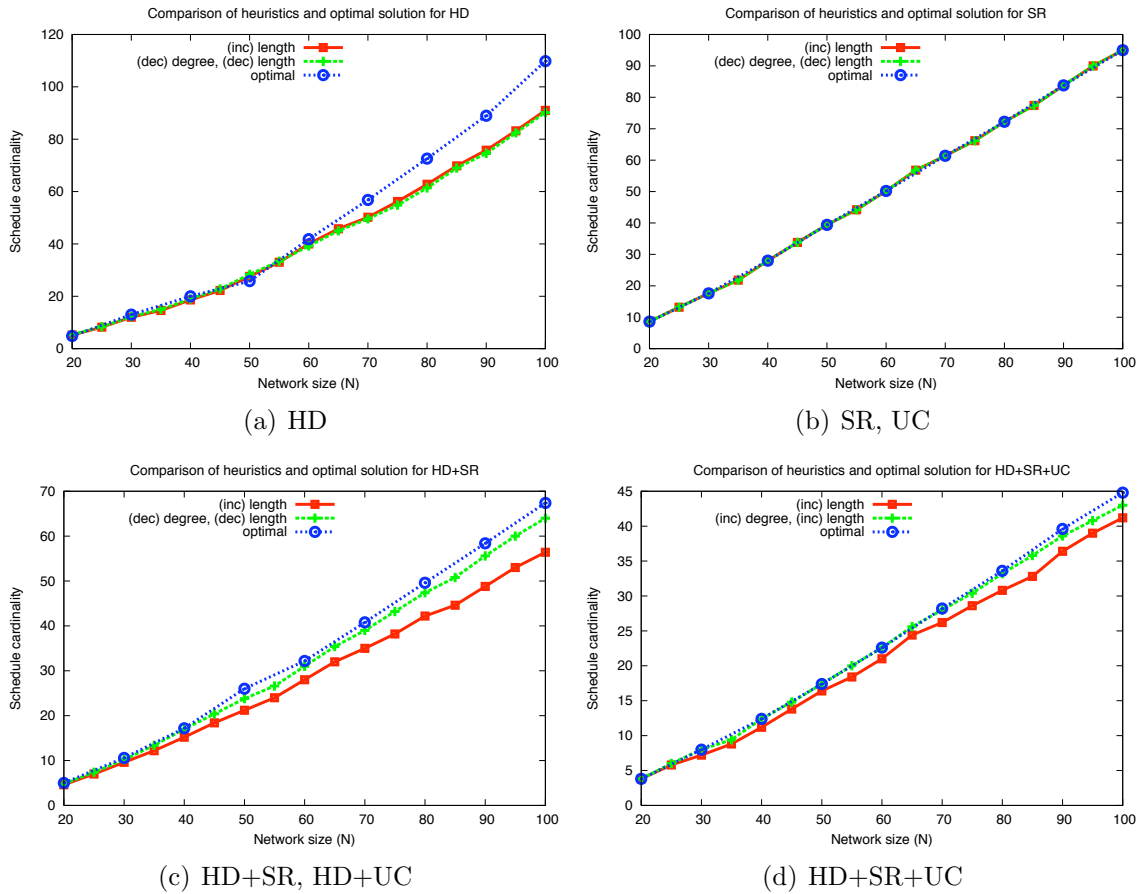 Comparison of heuristics and optimal solution for HD
120
100
80
60
40
20
0
Schedule cardinality
(inc) length
(dec) degree, (dec) length
optimal
20 30 40 50 60 70 80 90 100
Network size (N)
(a) HD
Comparison of heuristics and optimal solution for SR
100
90
80
70
60
50
40
30
20
10
0
Schedule cardinality
(inc) length
(dec) degree, (dec) length
optimal
20 30 40 50 60 70 80 90 100
Network size (N)
(b) SR, UC
Comparison of heuristics and optimal solution for HD+SR
70
60
50
40
30
20
10
0
Schedule cardinality
(inc) length
(dec) degree, (dec) length
optimal
20 30 40 50 60 70 80 90 100
Network size (N)
(c) HD+SR, HD+UC
Comparison of heuristics and optimal solution for HD+SR+UC
45
40
35
30
25
20
15
10
5
0
Schedule cardinality
(inc) length
(inc) degree, (inc) length
optimal
20 30 40 50 60 70 80 90 100
Network size (N)
(d) HD+SR+UC